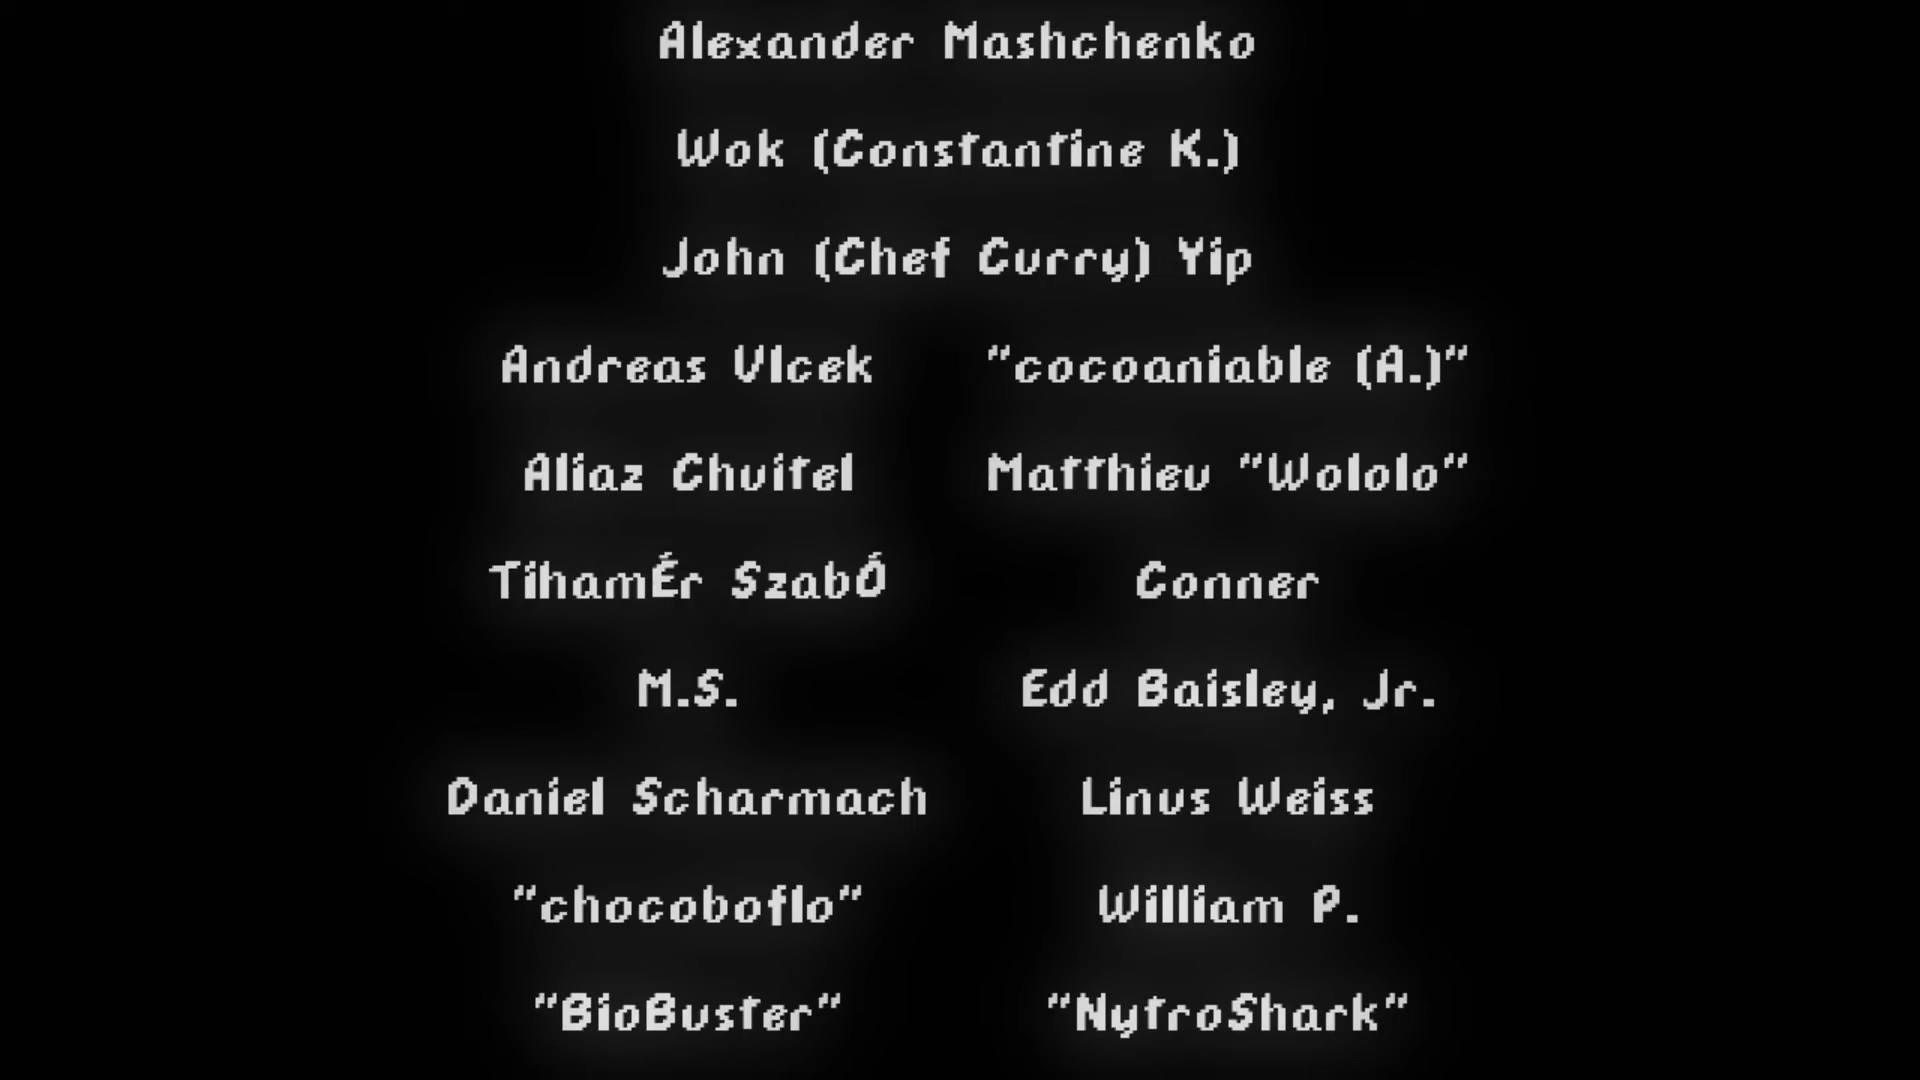 Alexander Mashchenko
Wok (Constantine K.)
John (Chef Curry) Yip
Andreas Vlcek "cocoaniable (A.)"
Aliaz Chvitel Matthieu "Wololo"
TihamÉr SzabÓ Conner
M.S. Edd Baisley, Jr.
Daniel Scharmach Linus Weiss
"chocoboflo" William P.
"BioBuster" "NytroShark"